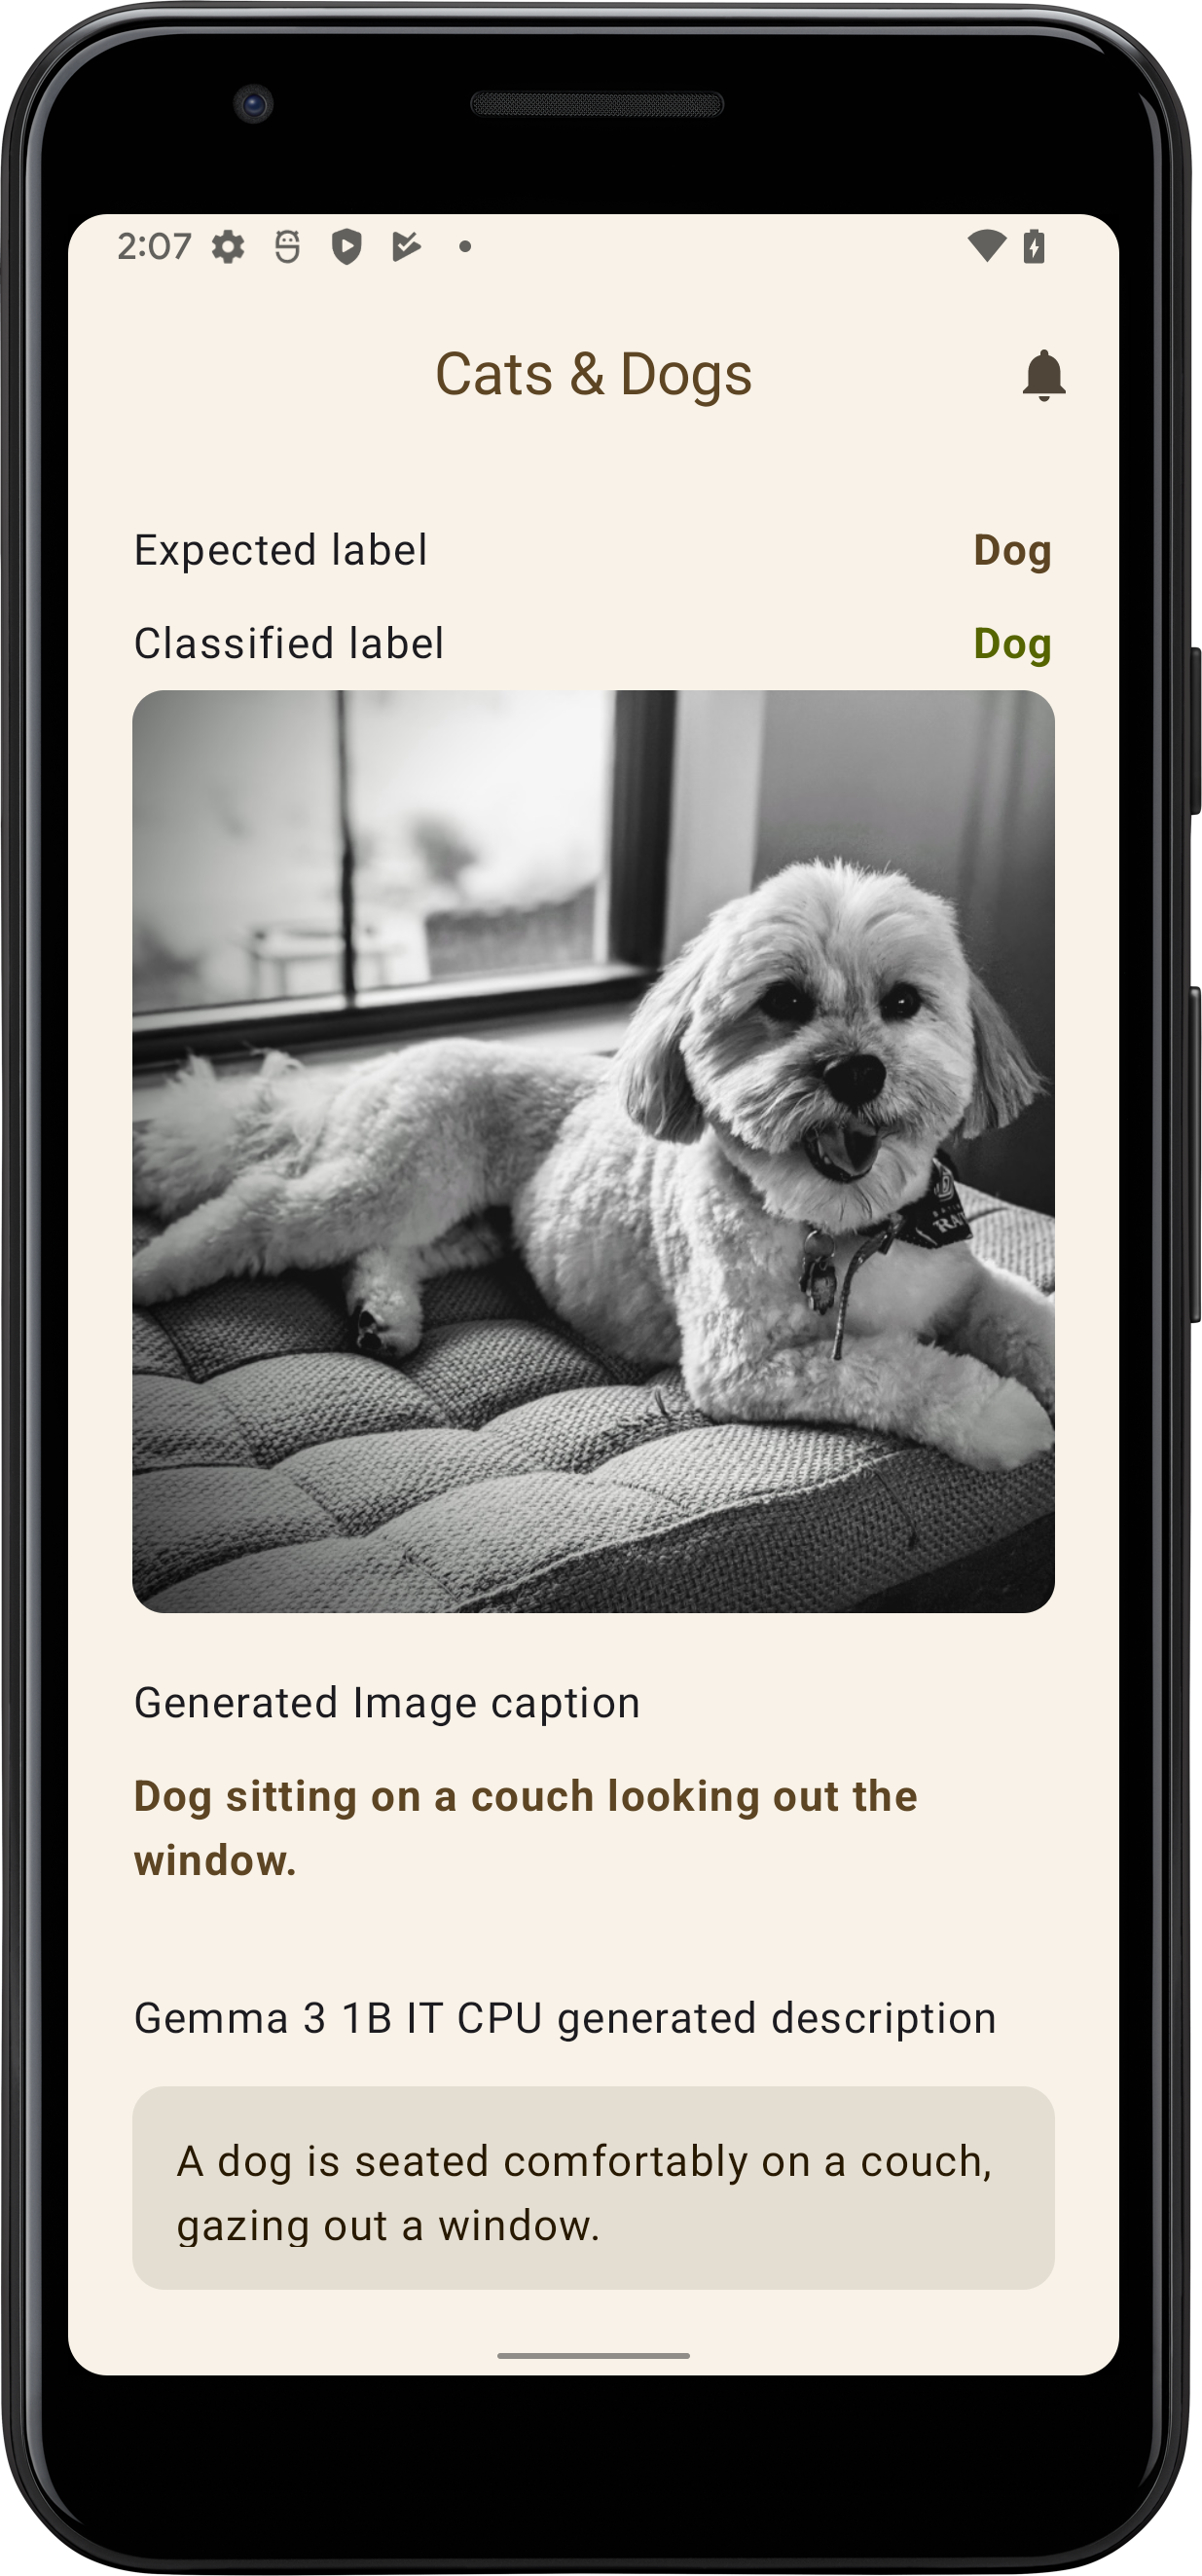 2:07
Cats & Dogs
Expected label Dog
Classified label Dog
RA
Generated Image caption
Dog sitting on a couch looking out the
window.
Gemma 3 1B IT CPU generated description
A dog is seated comfortably on a couch,
gazing out a window.